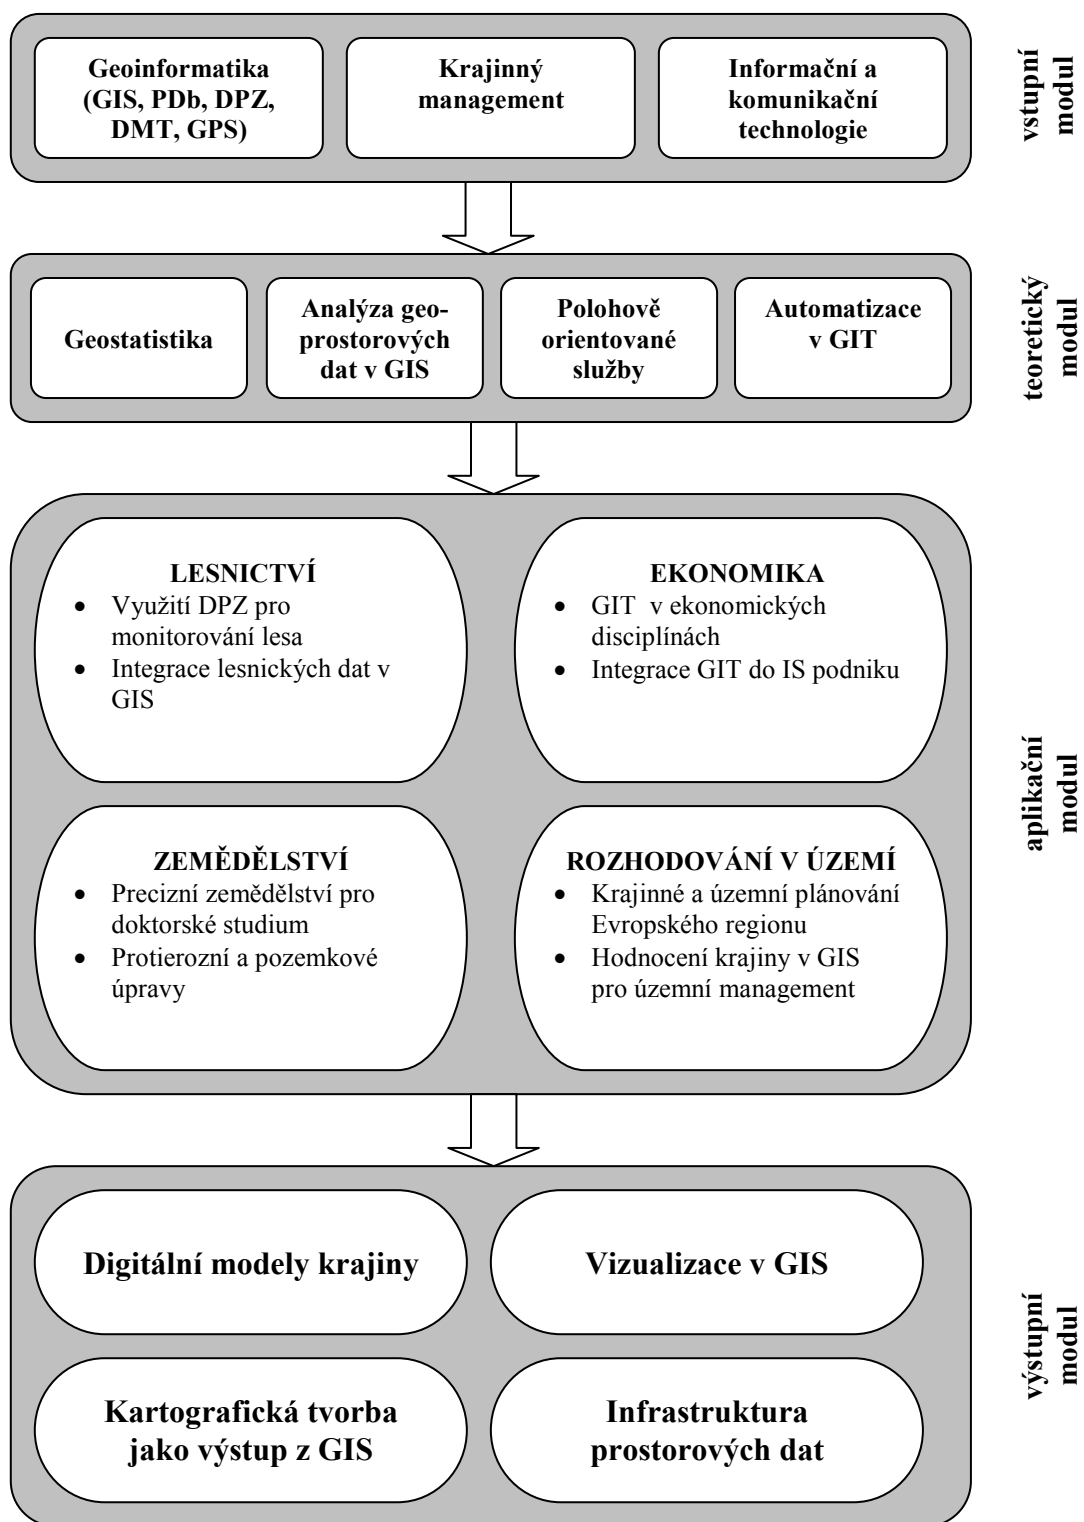 Geoinformatika
(GIS, PDb, DPZ,
DMT, GPS)
Krajinný
management
Informační a
komunikační
technologie
vstupní
modul
Geostatistika
Analýza geo-
prostorových
dat v GIS
Polohově
orientované
služby
Automatizace
v GIT
teoretický
modul
LESNICTVÍ
• Využití DPZ pro
monitorování lesa
• Integrace lesnických dat v
GIS
EKONOMIKA
• GIT v ekonomických
disciplínách
• Integrace GIT do IS podniku
ZEMĚDĚLSTVÍ
• Precizní zemědělství pro
doktorské studium
• Protierozní a pozemkové
úpravy
ROZHODOVÁNÍ V ÚZEMÍ
• Krajinné a územní plánování
Evropského regionu
• Hodnocení krajiny v GIS
pro územní management
aplikační
modul
Digitální modely krajiny
Vizualizace v GIS
Kartografická tvorba
jako výstup z GIS
Infrastruktura
prostorových dat
výstupní
modul